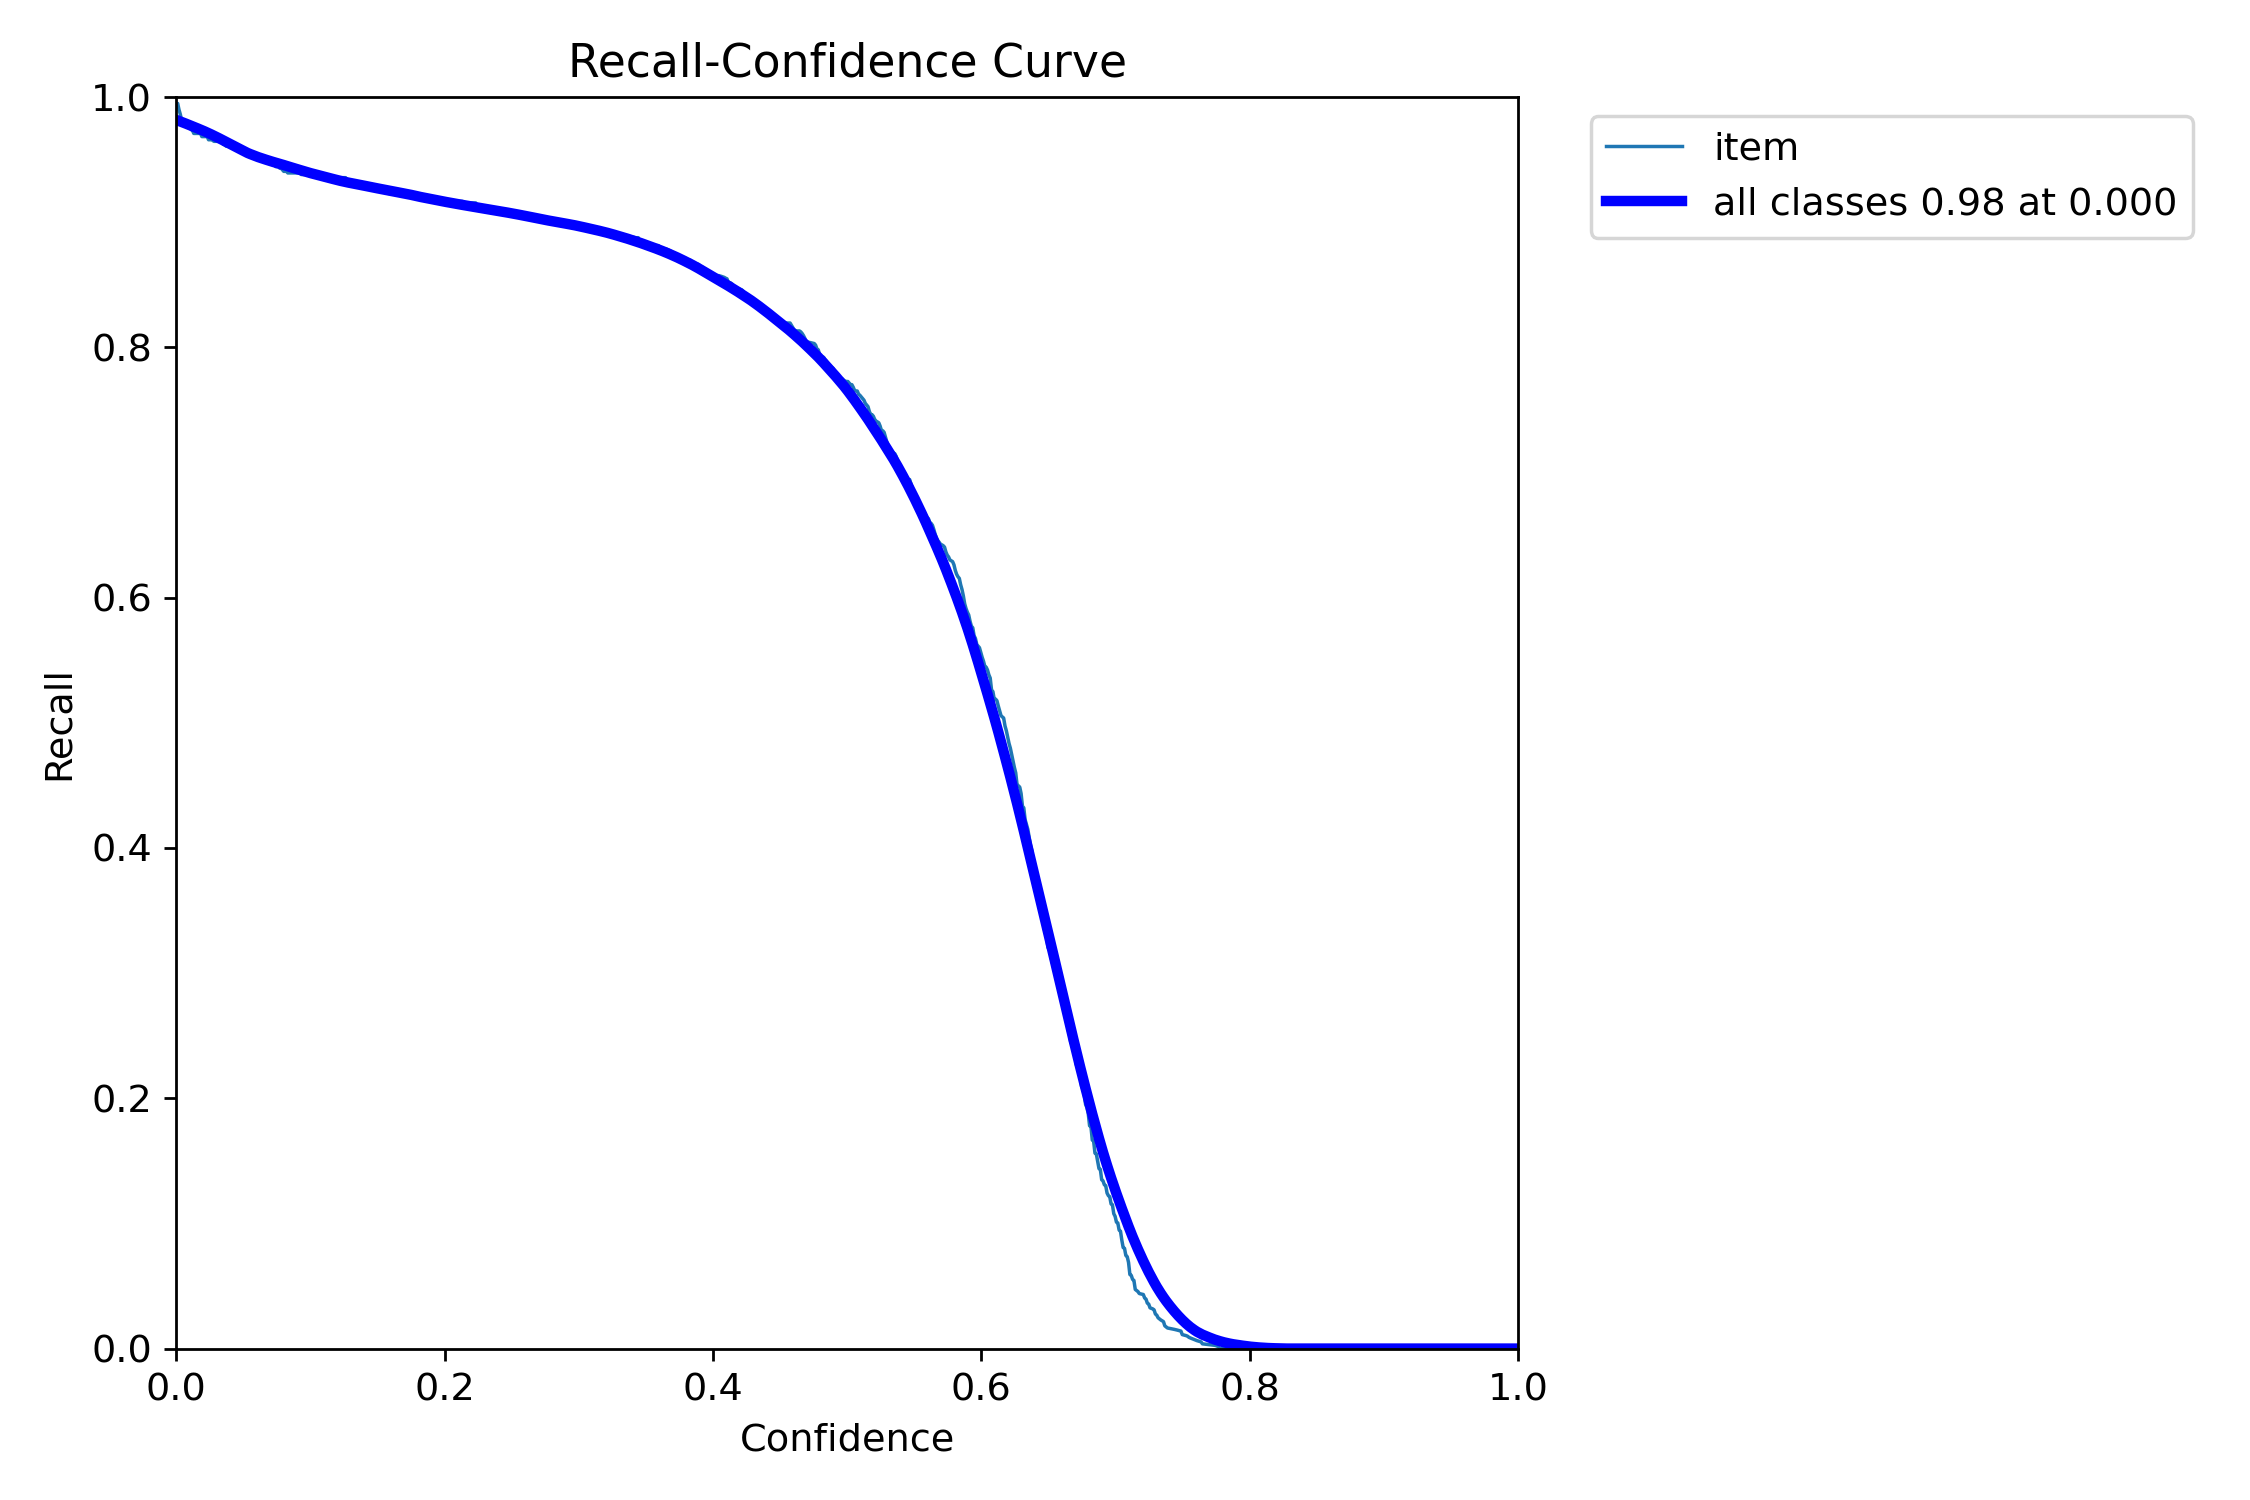 Recall-Confidence Curve
item
all classes 0.98 at 0.000
1.0
0.8
0.6
0.4
0.2
0.0
Recall
0.0 0.2 0.4 0.6 0.8 1.0
Confidence